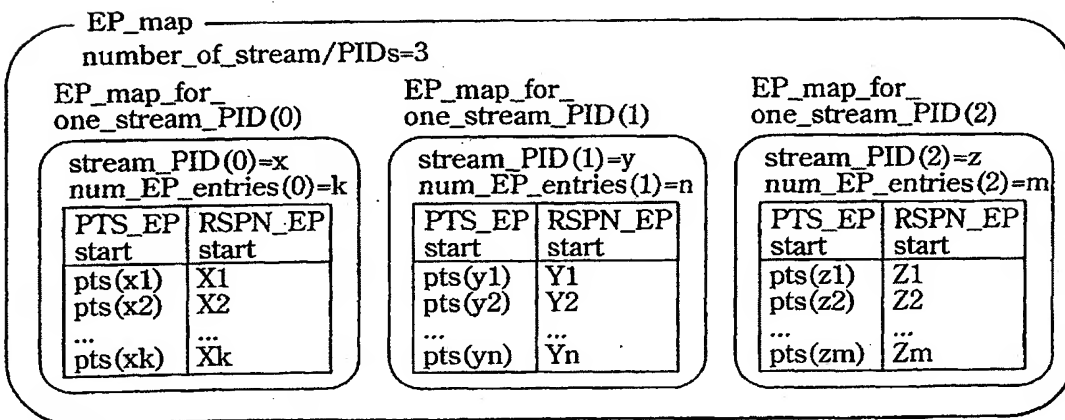 EP_map
number_of_stream/PIDs=3
EP_map_for_
one_stream_PID(0)
stream_PID(0)=x
num_EP_entries(0)=k
PTS_EP RSPN_EP
start start
pts(x1) X1
pts(x2) X2
... ...
pts(xk) Xk
EP_map_for_
one_stream_PID(1)
stream_PID(1)=y
num_EP_entries(1)=n
PTS_EP RSPN_EP
start start
pts(y1) Y1
pts(y2) Y2
... ...
pts(yn) Yn
EP_map_for_
one_stream_PID(2)
stream_PID(2)=z
num_EP_entries(2)=m
PTS_EP RSPN_EP
start start
pts(z1) Z1
pts(z2) Z2
... ...
pts(zm) Zm